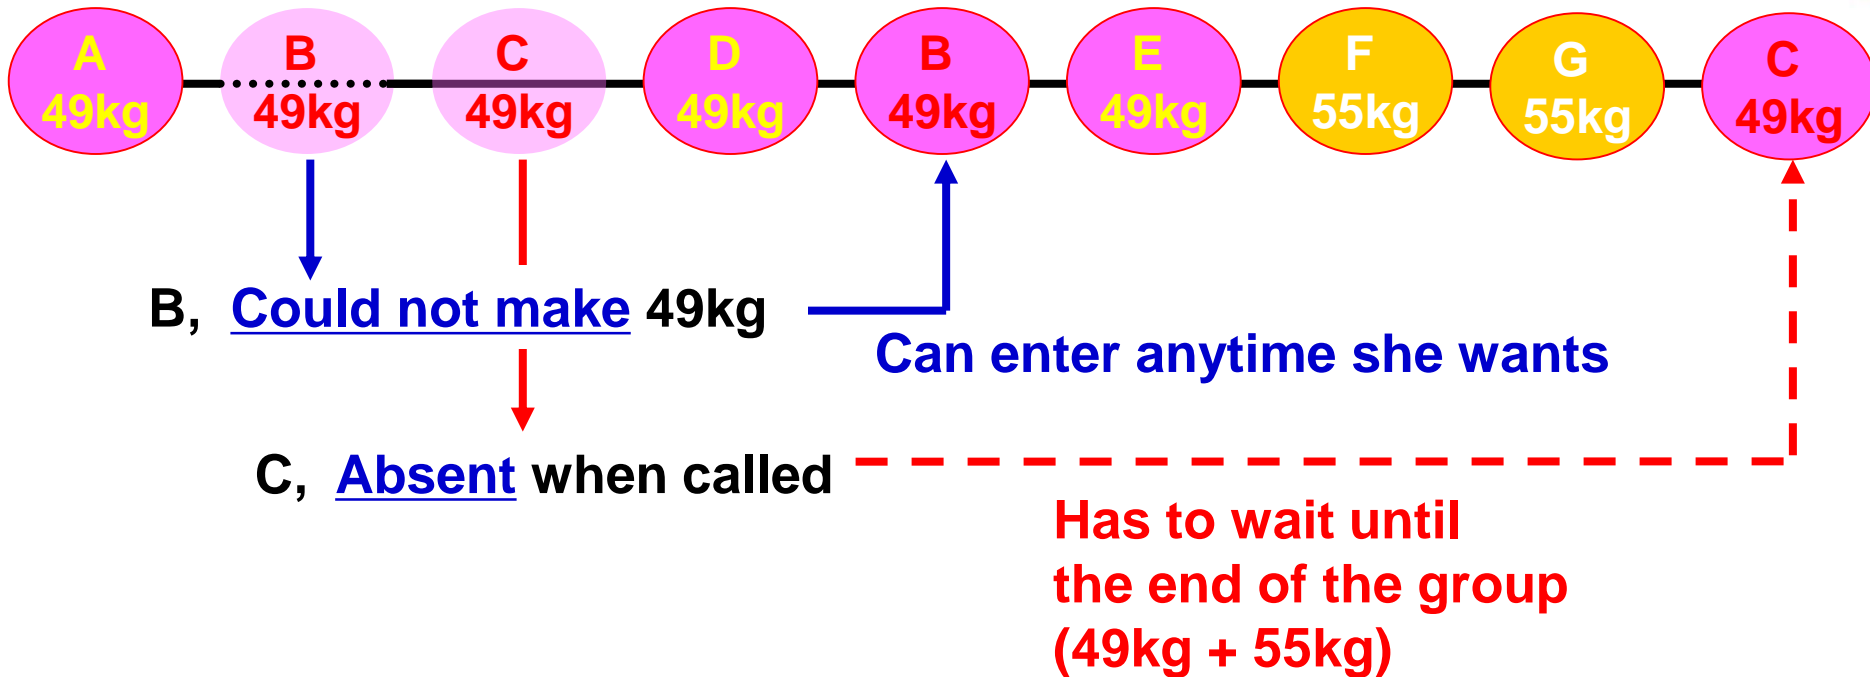 A B C D B E F G C
49kg 49kg 49kg 49kg 49kg 49kg 55kg 55kg 49kg
B, Could not make 49kg
Can enter anytime she wants
C, Absent when called
Has to wait until
the end of the group
(49kg + 55kg)